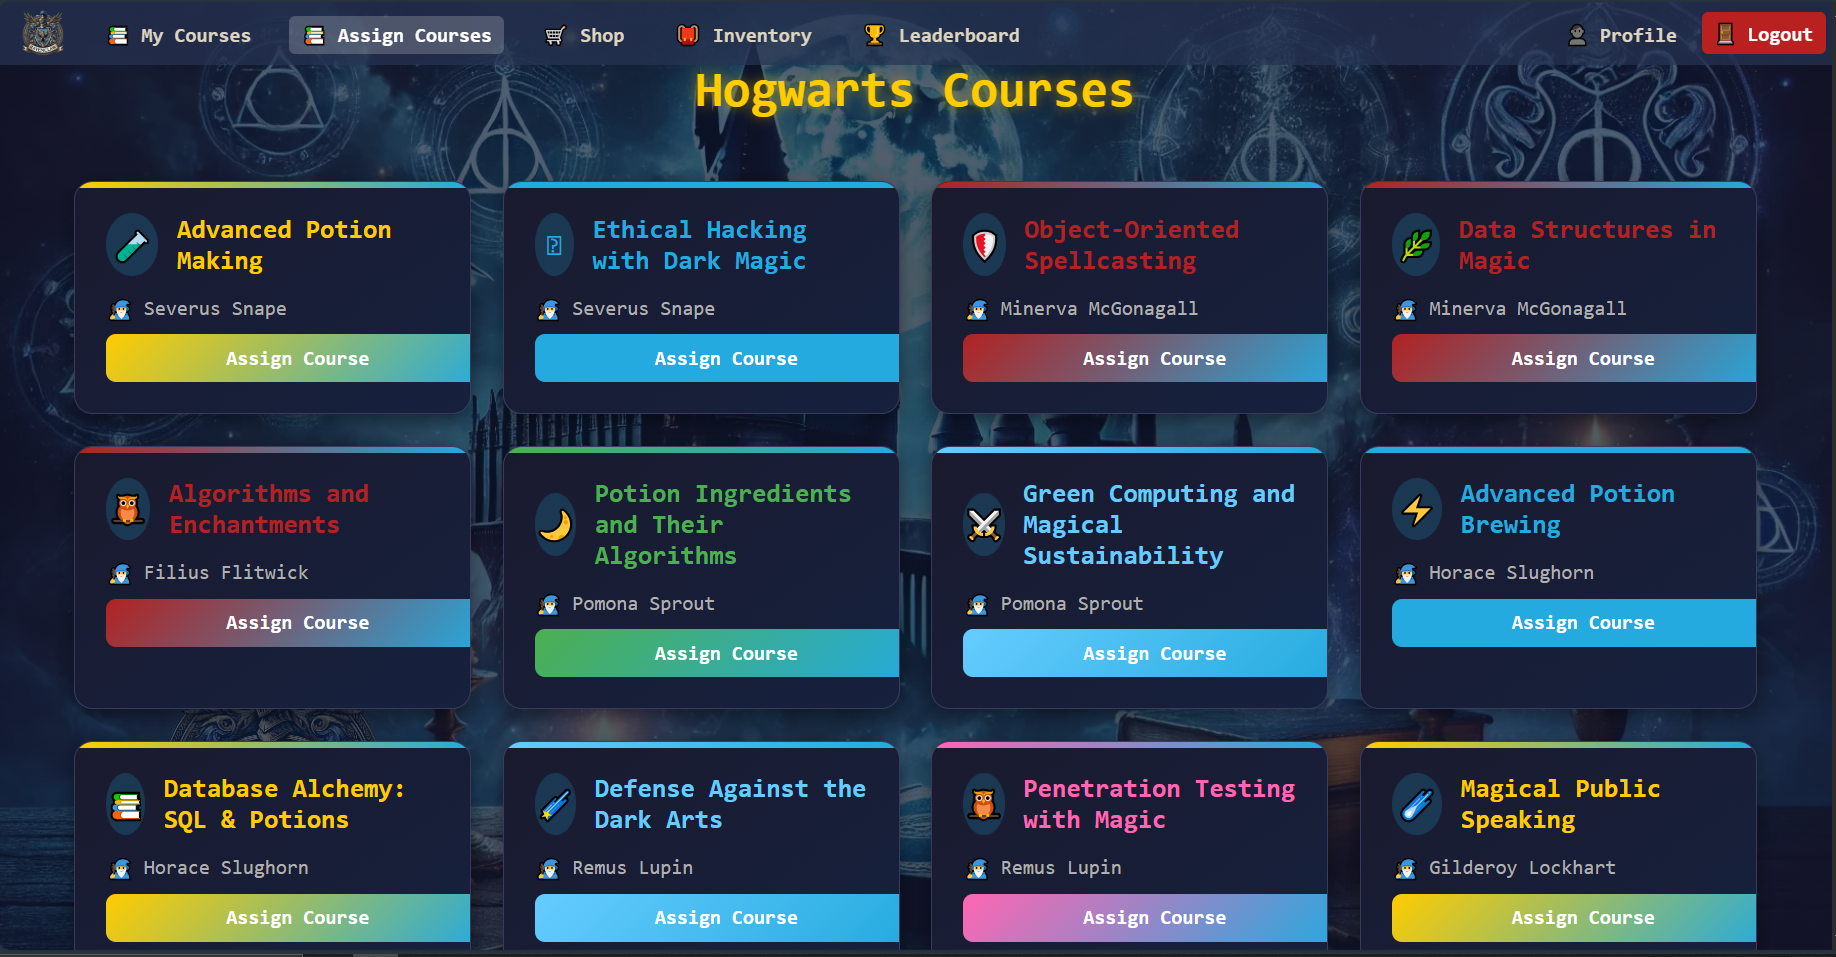 My Courses
Assign Courses
Shop
Inventory
Leaderboard
Profile
Logout
Hogwarts Courses
Advanced Potion
Making
Severus Snape
Assign Course
Ethical Hacking
with Dark Magic
Severus Snape
Assign Course
Object-Oriented
Spellcasting
Minerva McGonagall
Assign Course
Data Structures in
Magic
Minerva McGonagall
Assign Course
Algorithms and
Enchantments
Filius Flitwick
Assign Course
Potion Ingredients
and Their
Algorithms
Pomona Sprout
Assign Course
Green Computing and
Magical
Sustainability
Pomona Sprout
Assign Course
Advanced Potion
Brewing
Horace Slughorn
Assign Course
Database Alchemy:
SQL & Potions
Horace Slughorn
Assign Course
Defense Against the
Dark Arts
Remus Lupin
Assign Course
Penetration Testing
with Magic
Remus Lupin
Assign Course
Magical Public
Speaking
Gilderoy Lockhart
Assign Course